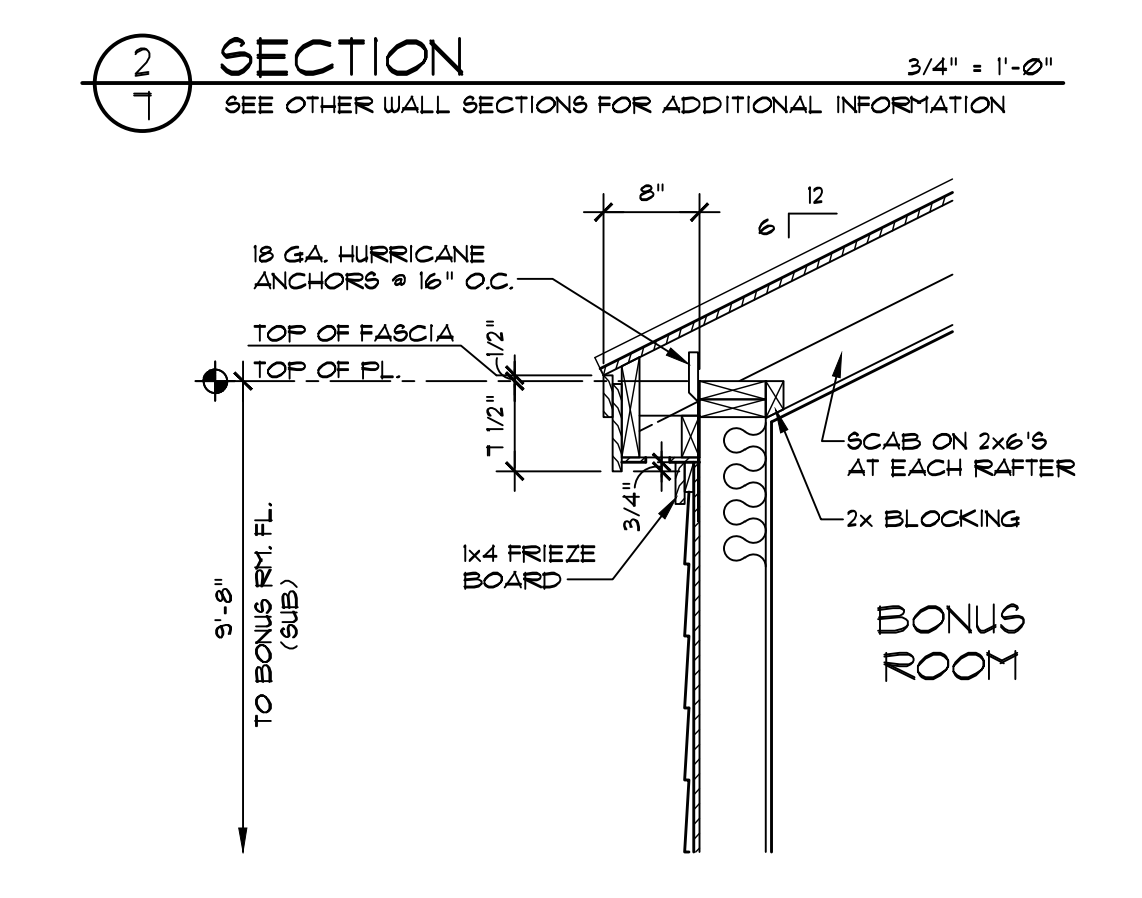 2
7
SECTION
3/4" = 1'-0"
SEE OTHER WALL SECTIONS FOR ADDITIONAL INFORMATION
8"
12
6
18 GA. HURRICANE
ANCHORS @ 16" O.C.
TOP OF FASCIA
TOP OF PL.
1/2"
7 1/2"
3/4"
SCAB ON 2x6'S
AT EACH RAFTER
2x BLOCKING
1x4 FRIEZE
BOARD
9'-8"
TO BONUS RM. FL.
(SUB)
BONUS
ROOM